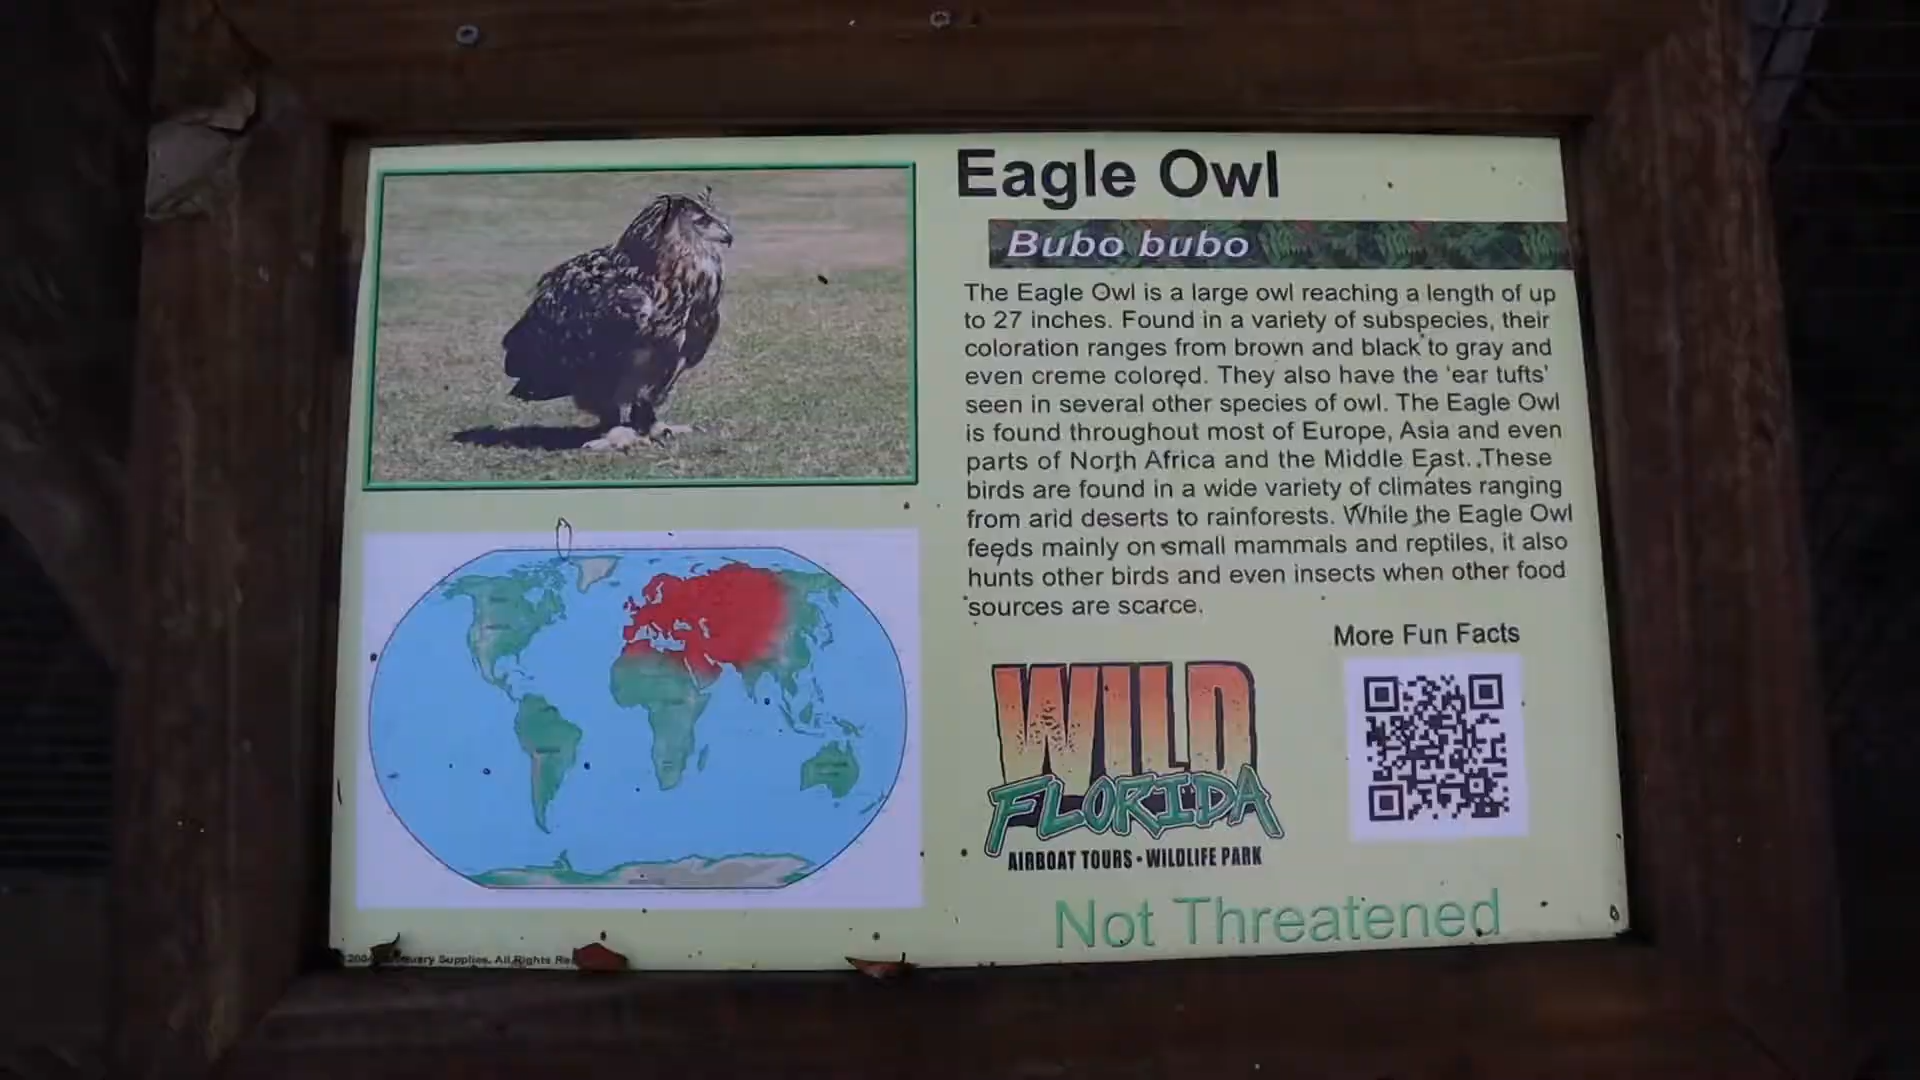 Eagle Owl
Bubo bubo
The Eagle Owl is a large owl reaching a length of up
to 27 inches. Found in a variety of subspecies, their
coloration ranges from brown and black to gray and
even creme colored. They also have the 'ear tufts'
seen in several other species of owl. The Eagle Owl
is found throughout most of Europe, Asia and even
parts of North Africa and the Middle East. These
birds are found in a wide variety of climates ranging
from arid deserts to rainforests. While the Eagle Owl
feeds mainly on small mammals and reptiles, it also
hunts other birds and even insects when other food
sources are scarce.
More Fun Facts
WILD
FLORIDA
AIRBOAT TOURS • WILDLIFE PARK
Not Threatened
Supplies. All Rights